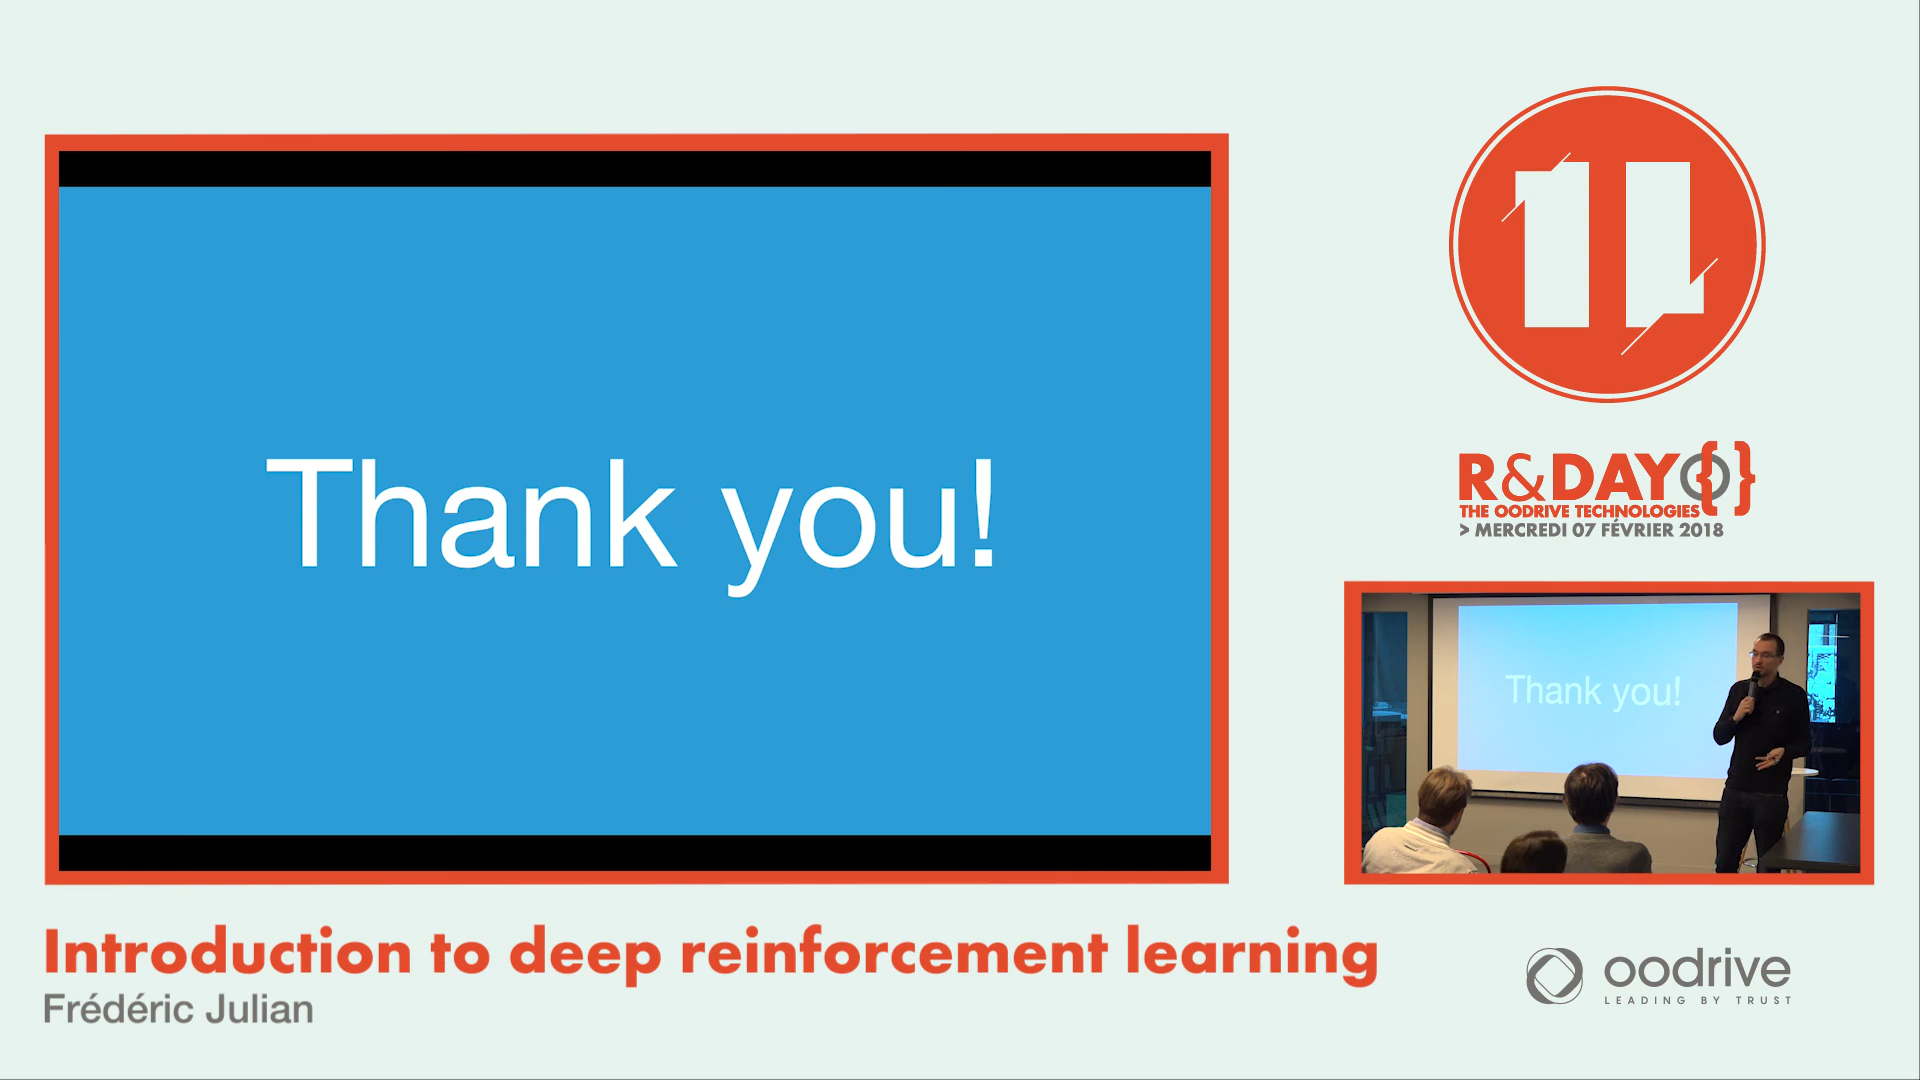 Thank you!
R&DAY{}
THE OODRIVE TECHNOLOGIES
> MERCREDI 07 FÉVRIER 2018
Thank you!
Introduction to deep reinforcement learning
Frédéric Julian
oodrive
LEADING BY TRUST